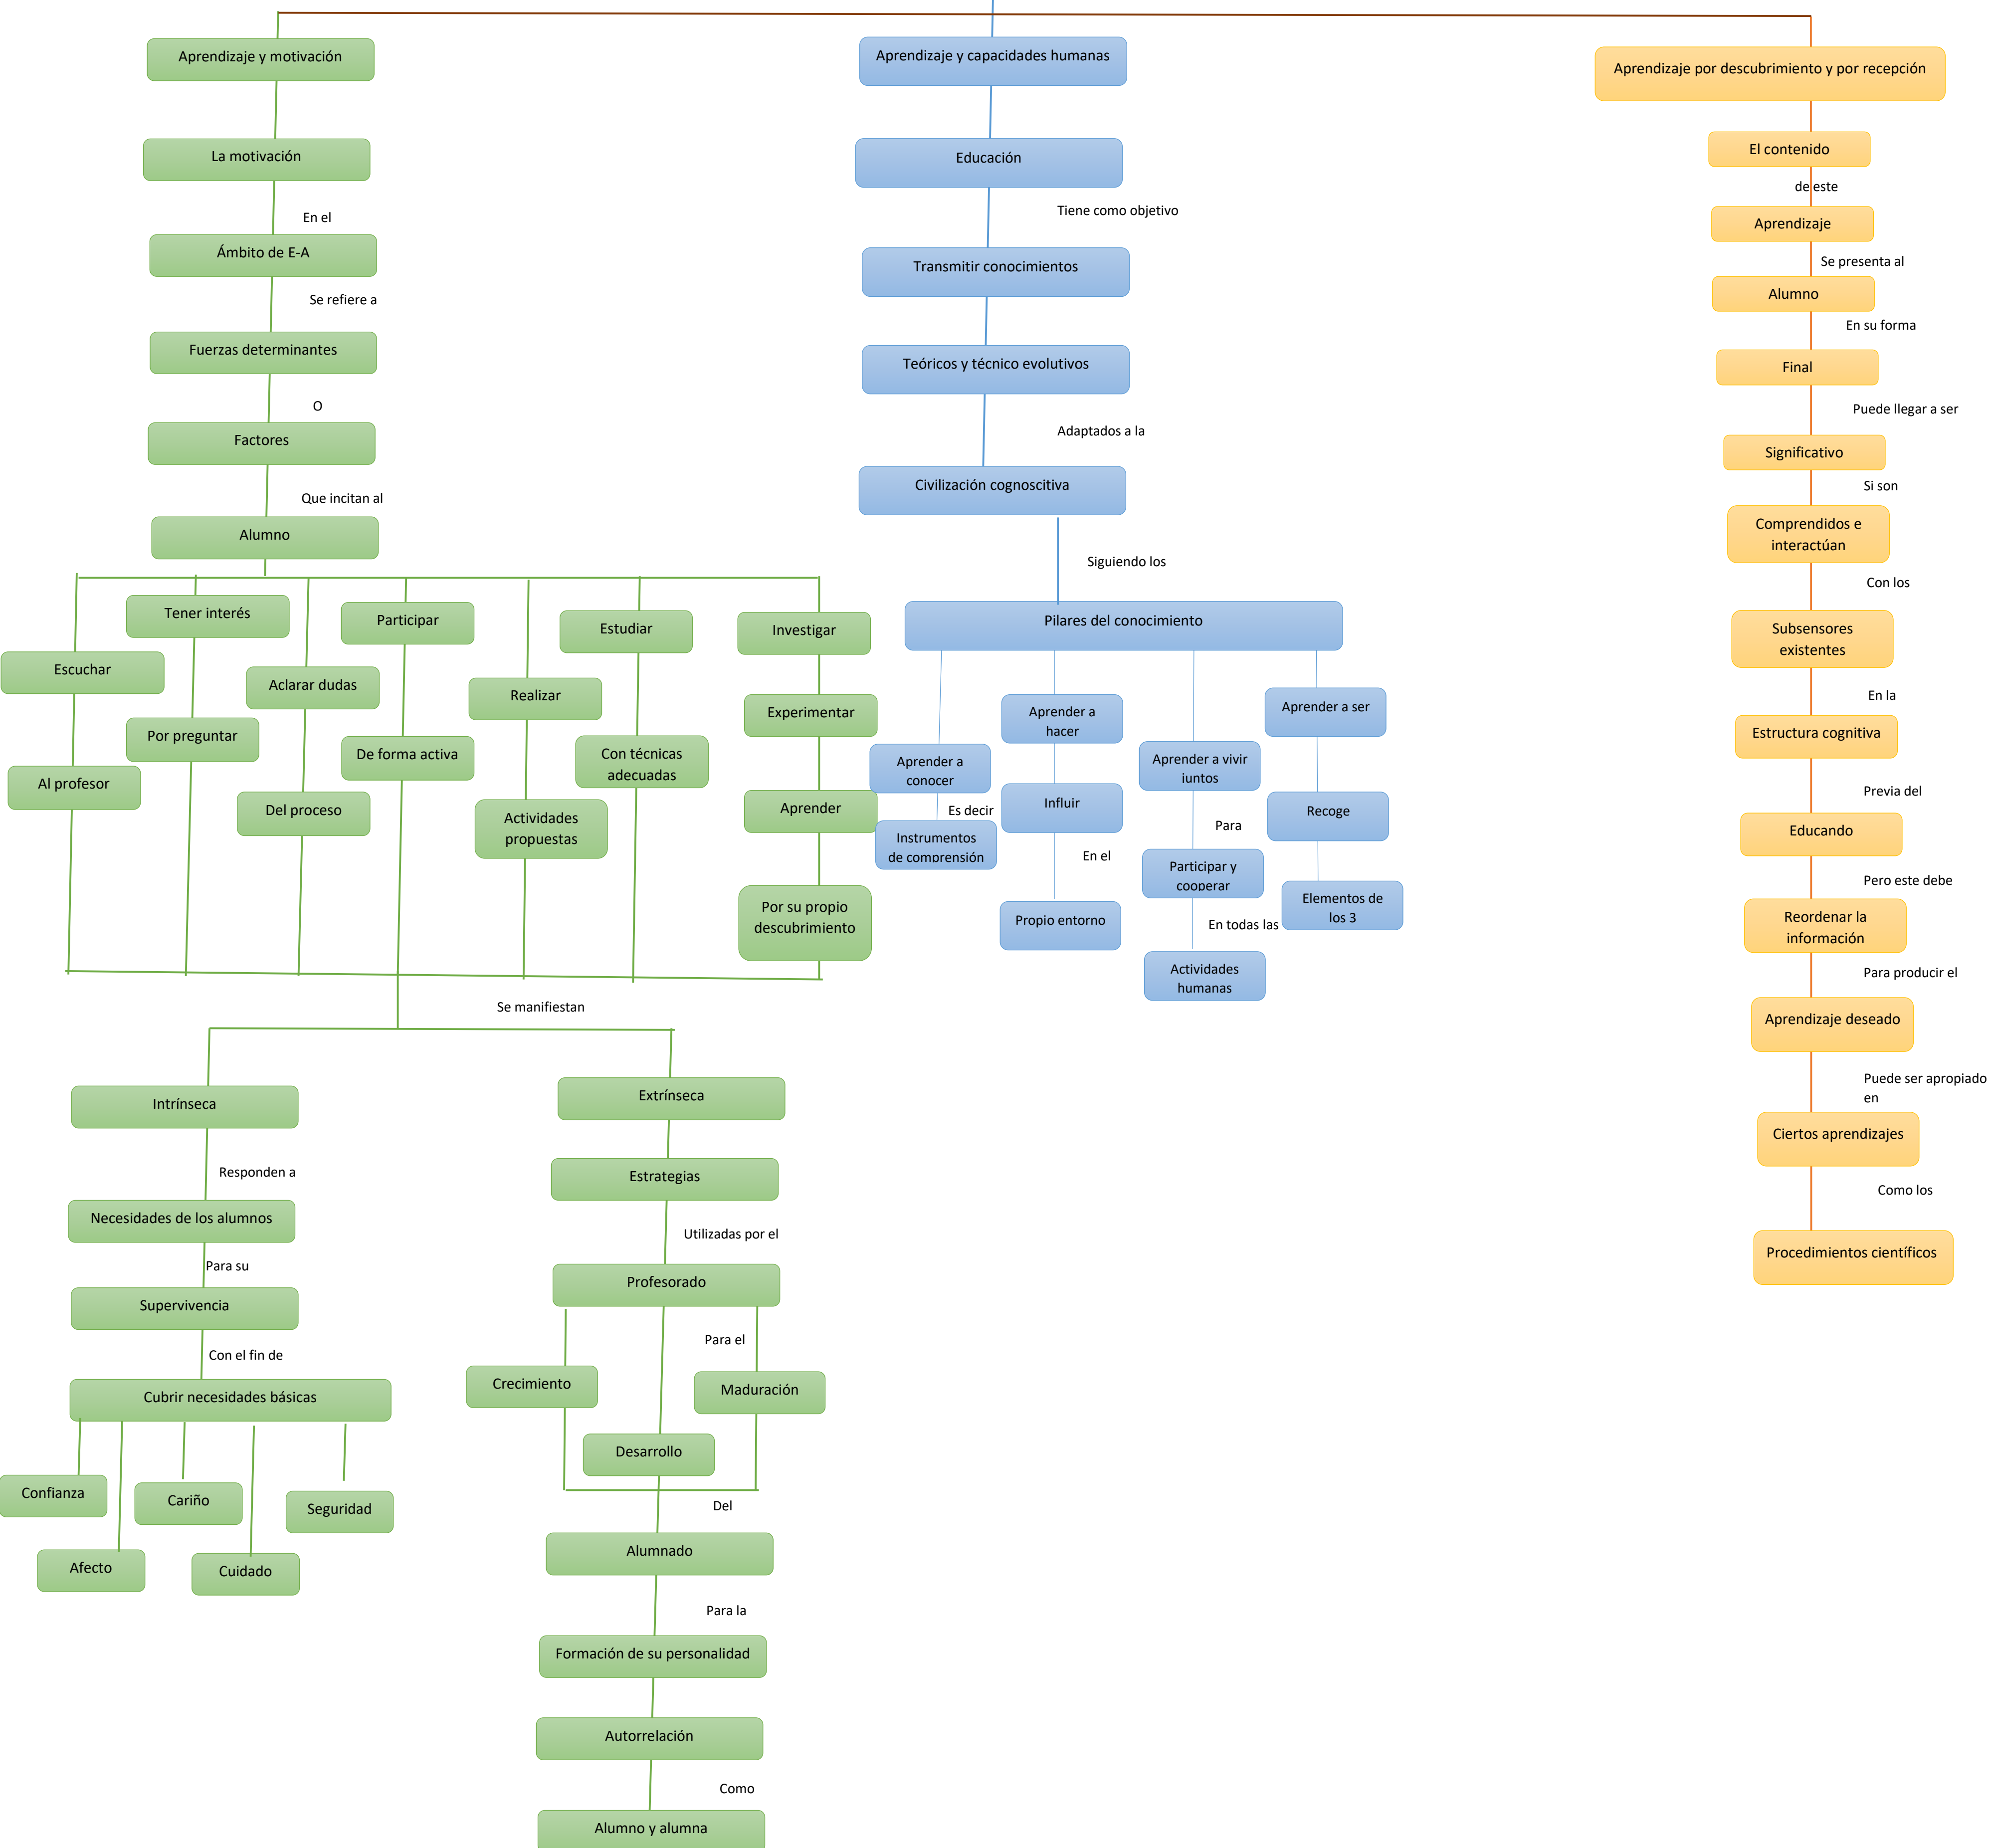 Aprendizaje y motivación
La motivación
En el
Ámbito de E-A
Se refiere a
Fuerzas determinantes
O
Factores
Que incitan al
Alumno
Escuchar
Al profesor
Tener interés
Por preguntar
Aclarar dudas
Del proceso
Participar
De forma activa
Realizar
Actividades
propuestas
Estudiar
Con técnicas
adecuadas
Investigar
Experimentar
Aprender
Por su propio
descubrimiento
Se manifiestan
Intrínseca
Responden a
Necesidades de los alumnos
Para su
Supervivencia
Con el fin de
Cubrir necesidades básicas
Confianza
Afecto
Cariño
Cuidado
Seguridad
Extrínseca
Estrategias
Utilizadas por el
Profesorado
Para el
Crecimiento
Desarrollo
Maduración
Del
Alumnado
Para la
Formación de su personalidad
Autorrelación
Como
Alumno y alumna
Aprendizaje y capacidades humanas
Educación
Tiene como objetivo
Transmitir conocimientos
Teóricos y técnico evolutivos
Adaptados a la
Civilización cognoscitiva
Siguiendo los
Pilares del conocimiento
Aprender a
conocer
Es decir
Instrumentos
de comprensión
Aprender a
hacer
Influir
En el
Propio entorno
Aprender a vivir
juntos
Para
Participar y
cooperar
En todas las
Actividades
humanas
Aprender a ser
Recoge
Elementos de
los 3
Aprendizaje por descubrimiento y por recepción
El contenido
de este
Aprendizaje
Se presenta al
Alumno
En su forma
Final
Puede llegar a ser
Significativo
Si son
Comprendidos e
interactúan
Con los
Subsensores
existentes
En la
Estructura cognitiva
Previa del
Educando
Pero este debe
Reordenar la
información
Para producir el
Aprendizaje deseado
Puede ser apropiado
en
Ciertos aprendizajes
Como los
Procedimientos científicos